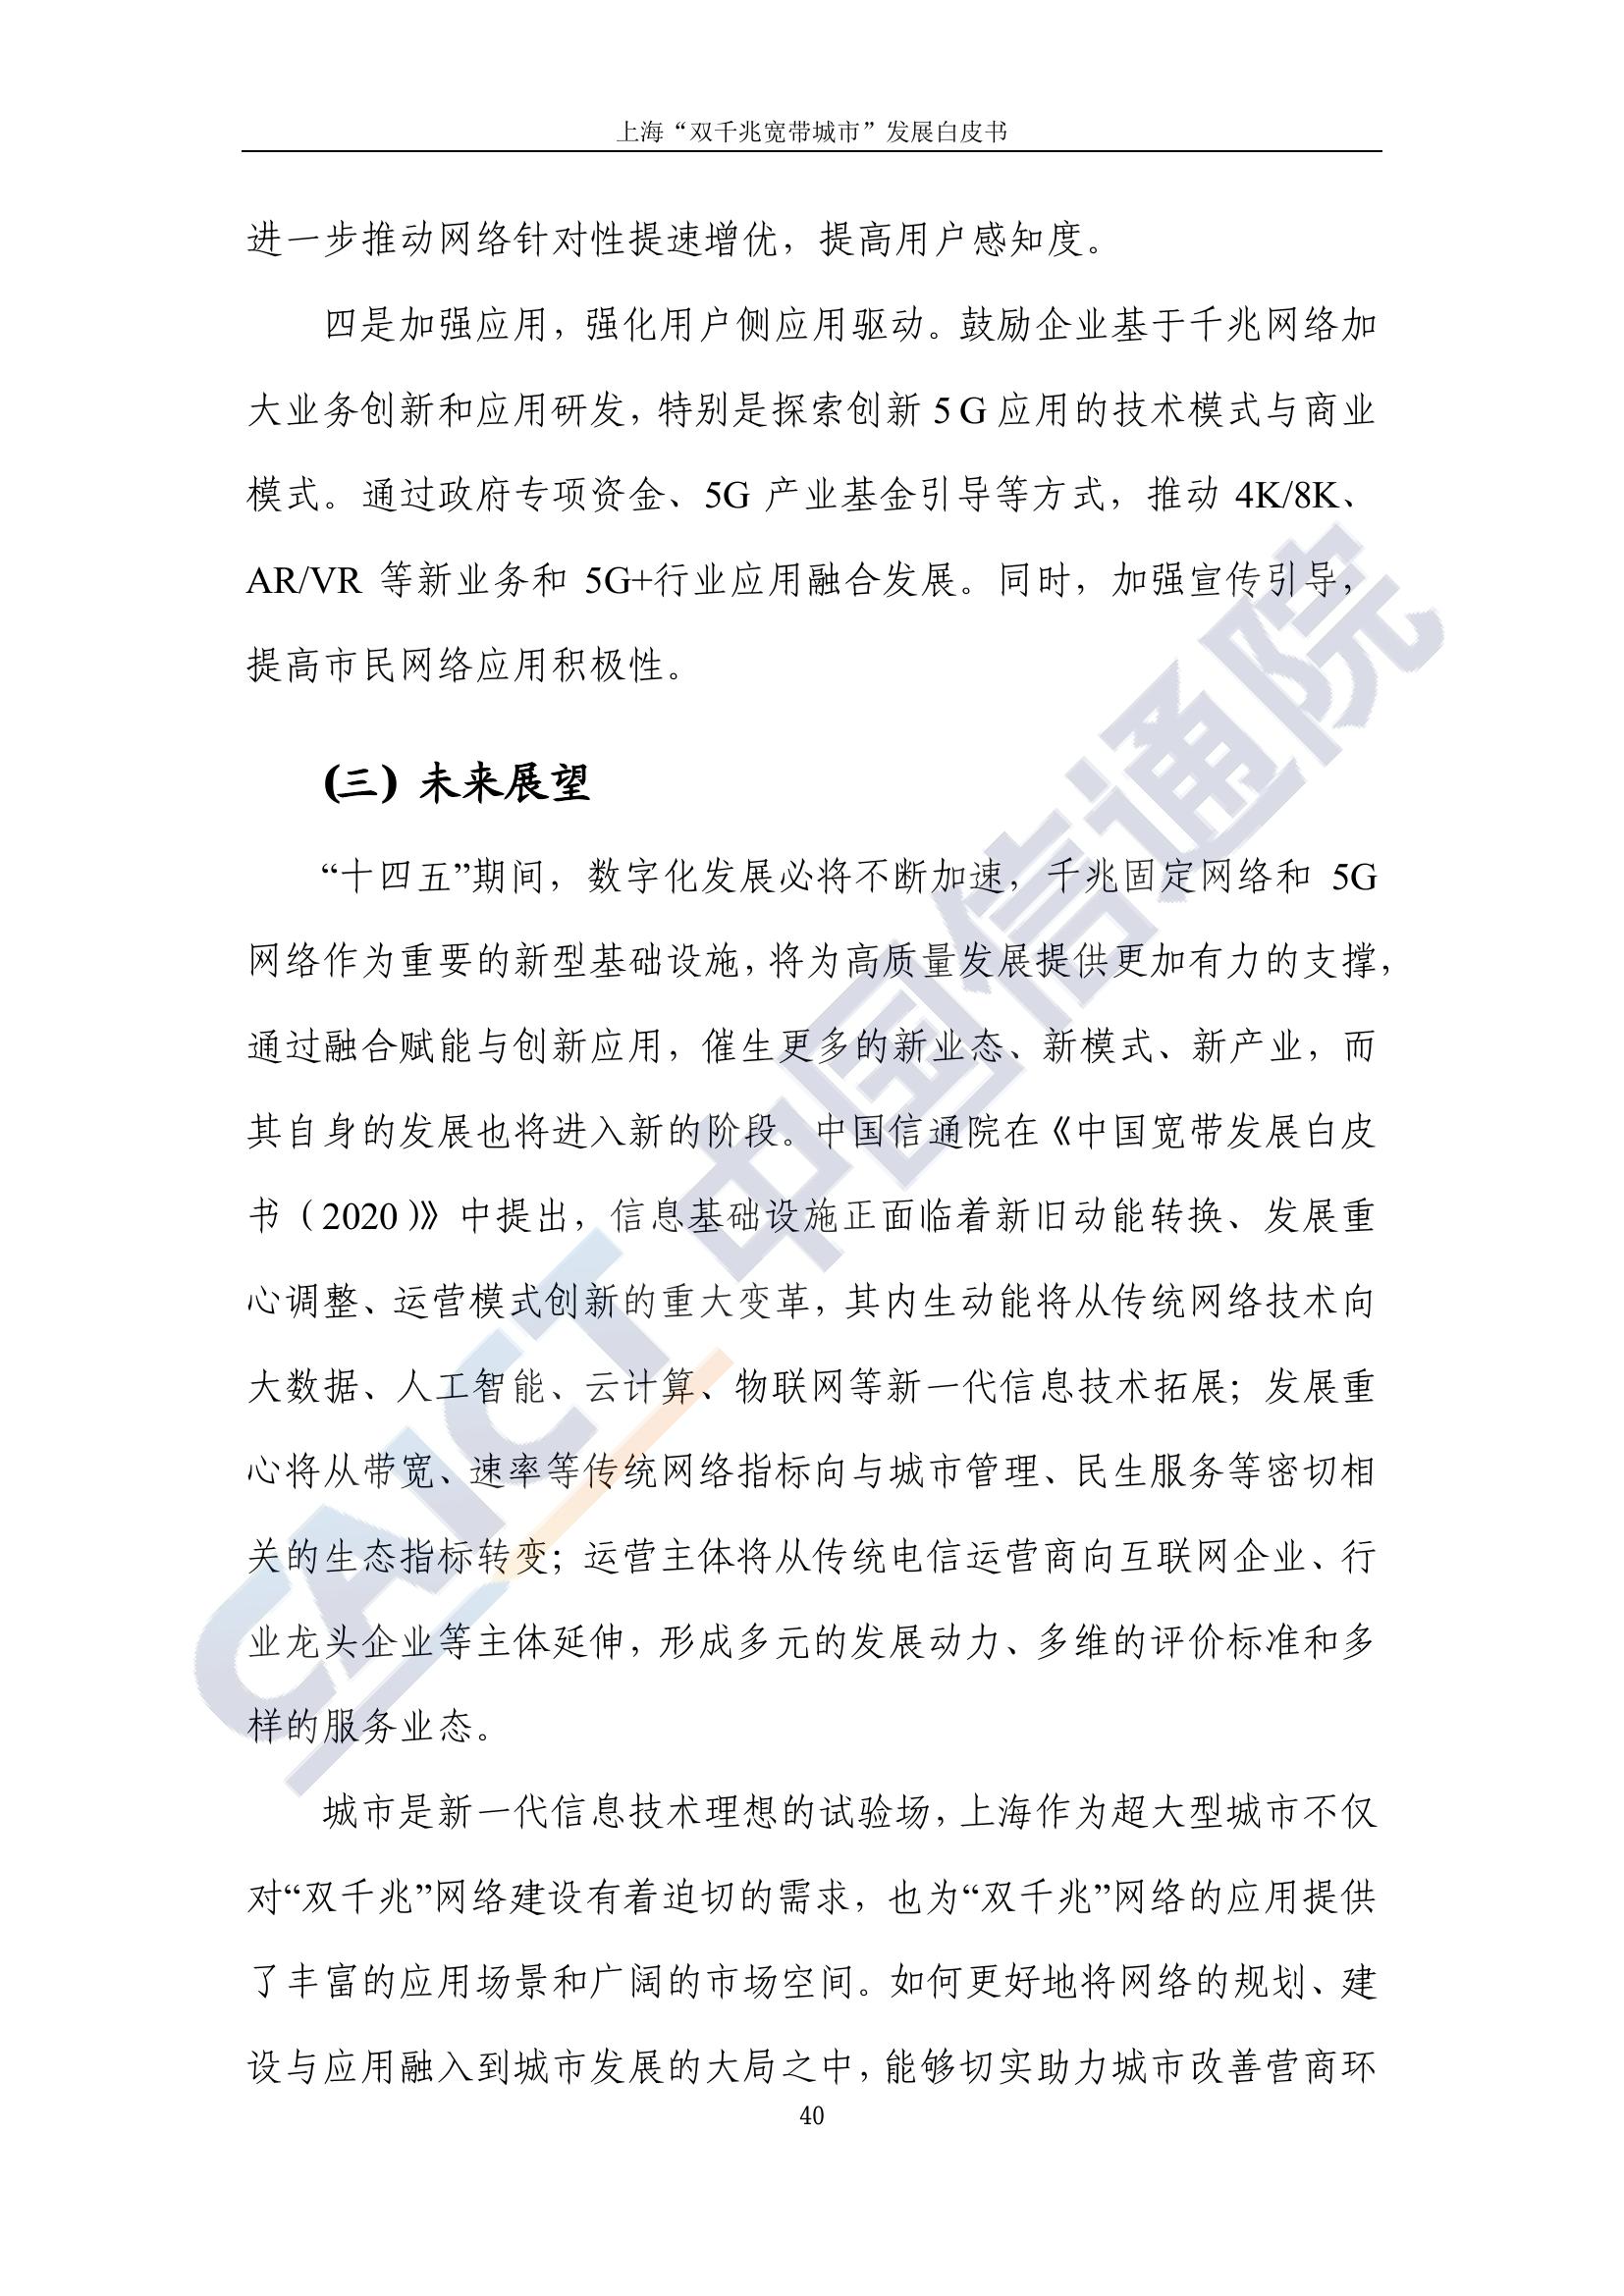 上海“双千兆宽带城市”发展白皮书
进一步推动网络针对性提速增优，提高用户感知度。
四是加强应用，强化用户侧应用驱动。鼓励企业基于千兆网络加
大业务创新和应用研发，特别是探索创新 5G 应用的技术模式与商业
模式。通过政府专项资金、5G 产业基金引导等方式，推动 4K/8K、
AR/VR 等新业务和 5G+行业应用融合发展。同时，加强宣传引导，
提高市民网络应用积极性。
(三) 未来展望
“十四五”期间，数字化发展必将不断加速，千兆固定网络和 5G
网络作为重要的新型基础设施，将为高质量发展提供更加有力的支撑，
通过融合赋能与创新应用，催生更多的新业态、新模式、新产业，而
其自身的发展也将进入新的阶段。中国信通院在《中国宽带发展白皮
书（2020）》中提出，信息基础设施正面临着新旧动能转换、发展重
心调整、运营模式创新的重大变革，其内生动能将从传统网络技术向
大数据、人工智能、云计算、物联网等新一代信息技术拓展；发展重
心将从带宽、速率等传统网络指标向与城市管理、民生服务等密切相
关的生态指标转变；运营主体将从传统电信运营商向互联网企业、行
业龙头企业等主体延伸，形成多元的发展动力、多维的评价标准和多
样的服务业态。
城市是新一代信息技术理想的试验场，上海作为超大型城市不仅
对“双千兆”网络建设有着迫切的需求，也为“双千兆”网络的应用提供
了丰富的应用场景和广阔的市场空间。如何更好地将网络的规划、建
设与应用融入到城市发展的大局之中，能够切实助力城市改善营商环
40
CAICT 中国信通院